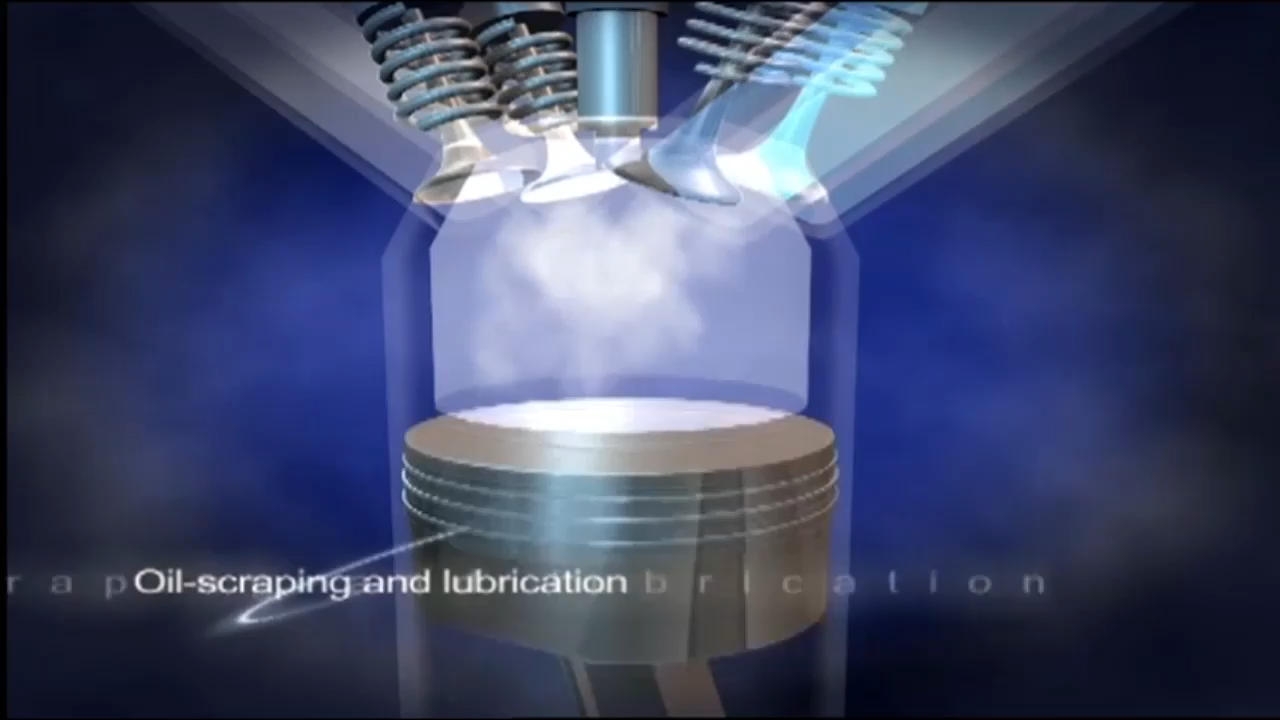 Oil-scraping and lubrication
r a p b r i c a t i o n